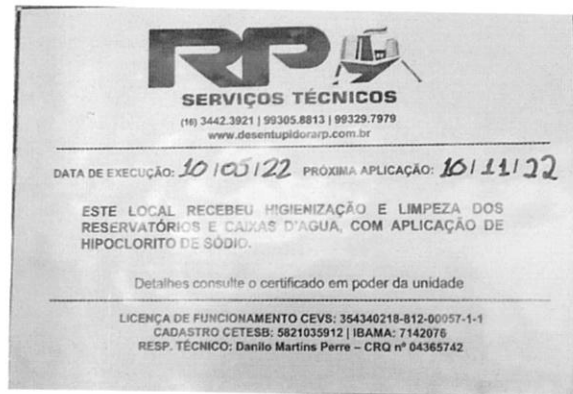 RP
SERVIÇOS TÉCNICOS
(16) 3442.3921 | 99305.8813 | 99329.7979
www.desentupidorarp.com.br
DATA DE EXECUÇÃO: 10/05/22 PRÓXIMA APLICAÇÃO: 10/11/22
ESTE LOCAL RECEBEU HIGIENIZAÇÃO E LIMPEZA DOS
RESERVATÓRIOS E CAIXAS D'AGUA, COM APLICAÇÃO DE
HIPOCLORITO DE SÓDIO.
Detalhes consulte o certificado em poder da unidade
LICENÇA DE FUNCIONAMENTO CEVS: 354340218-812-00057-1-1
CADASTRO CETESB: 5821035912 | IBAMA: 7142076
RESP. TÉCNICO: Danilo Martins Perre – CRQ nº 04365742